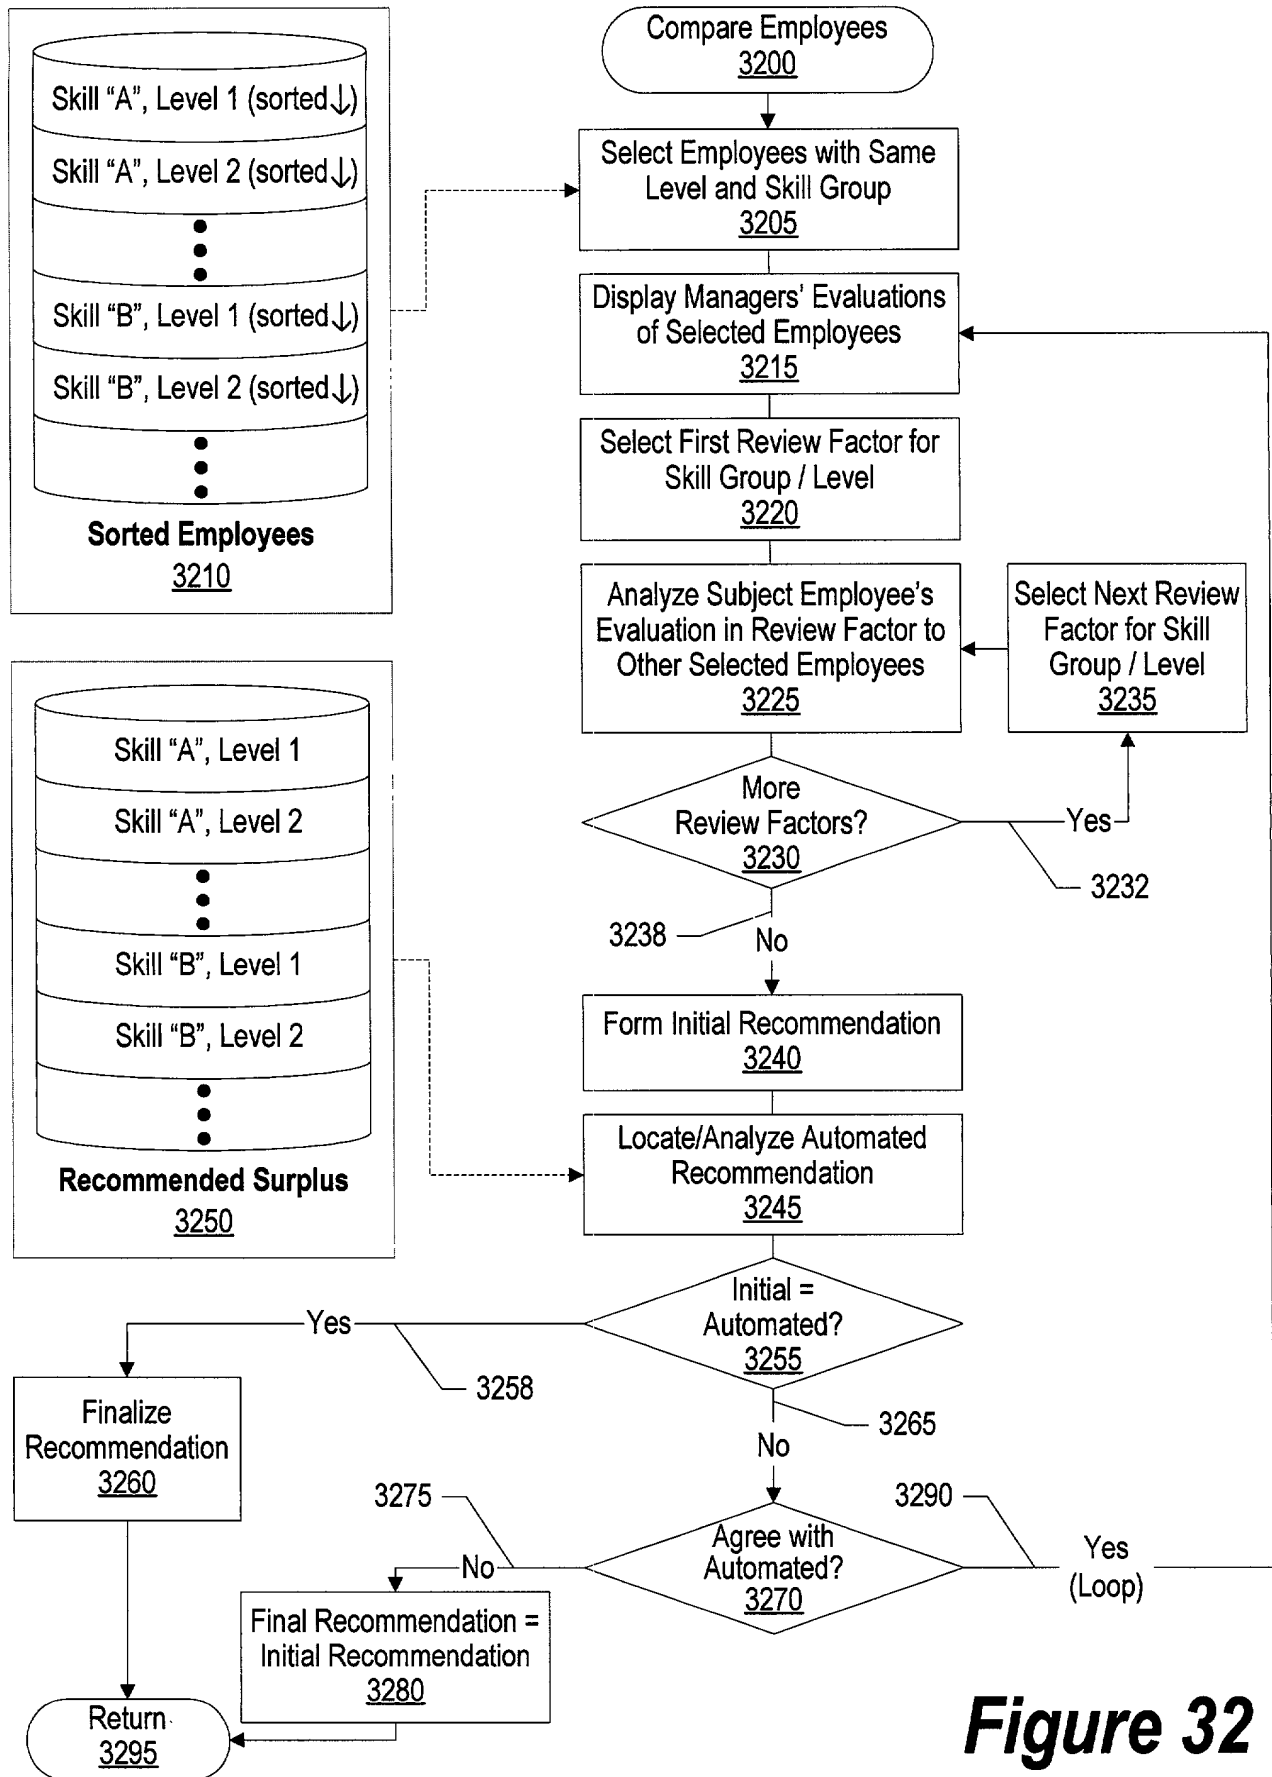 Compare Employees
3200
Skill "A", Level 1 (sorted↓)
Skill "A", Level 2 (sorted↓)
Skill "B", Level 1 (sorted↓)
Skill "B", Level 2 (sorted↓)
Sorted Employees
3210
Select Employees with Same
Level and Skill Group
3205
Display Managers' Evaluations
of Selected Employees
3215
Select First Review Factor for
Skill Group / Level
3220
Analyze Subject Employee's
Evaluation in Review Factor to
Other Selected Employees
3225
Select Next Review
Factor for Skill
Group / Level
3235
More
Review Factors?
3230
Yes
3232
3238
No
Skill "A", Level 1
Skill "A", Level 2
Skill "B", Level 1
Skill "B", Level 2
Recommended Surplus
3250
Form Initial Recommendation
3240
Locate/Analyze Automated
Recommendation
3245
Initial =
Automated?
3255
Yes
3258
Finalize
Recommendation
3260
3265
No
Agree with
Automated?
3270
3275
No
3290
Yes
(Loop)
Final Recommendation =
Initial Recommendation
3280
Return
3295
Figure 32